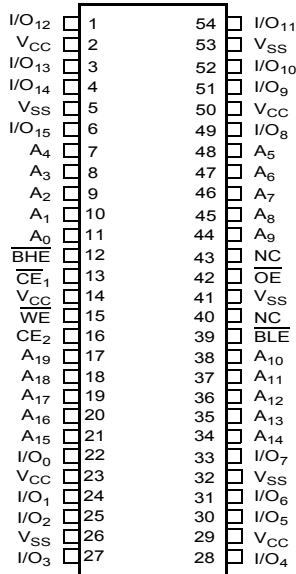 I/O12 1 54 I/O11
VCC 2 53 VSS
I/O13 3 52 I/O10
I/O14 4 51 I/O9
VSS 5 50 VCC
I/O15 6 49 I/O8
A4 7 48 A5
A3 8 47 A6
A2 9 46 A7
A1 10 45 A8
A0 11 44 A9
B̅H̅E̅ 12 43 NC
C̅E̅1 13 42 O̅E̅
VCC 14 41 VSS
W̅E̅ 15 40 NC
CE2 16 39 B̅L̅E̅
A19 17 38 A10
A18 18 37 A11
A17 19 36 A12
A16 20 35 A13
A15 21 34 A14
I/O0 22 33 I/O7
VCC 23 32 VSS
I/O1 24 31 I/O6
I/O2 25 30 I/O5
VSS 26 29 VCC
I/O3 27 28 I/O4